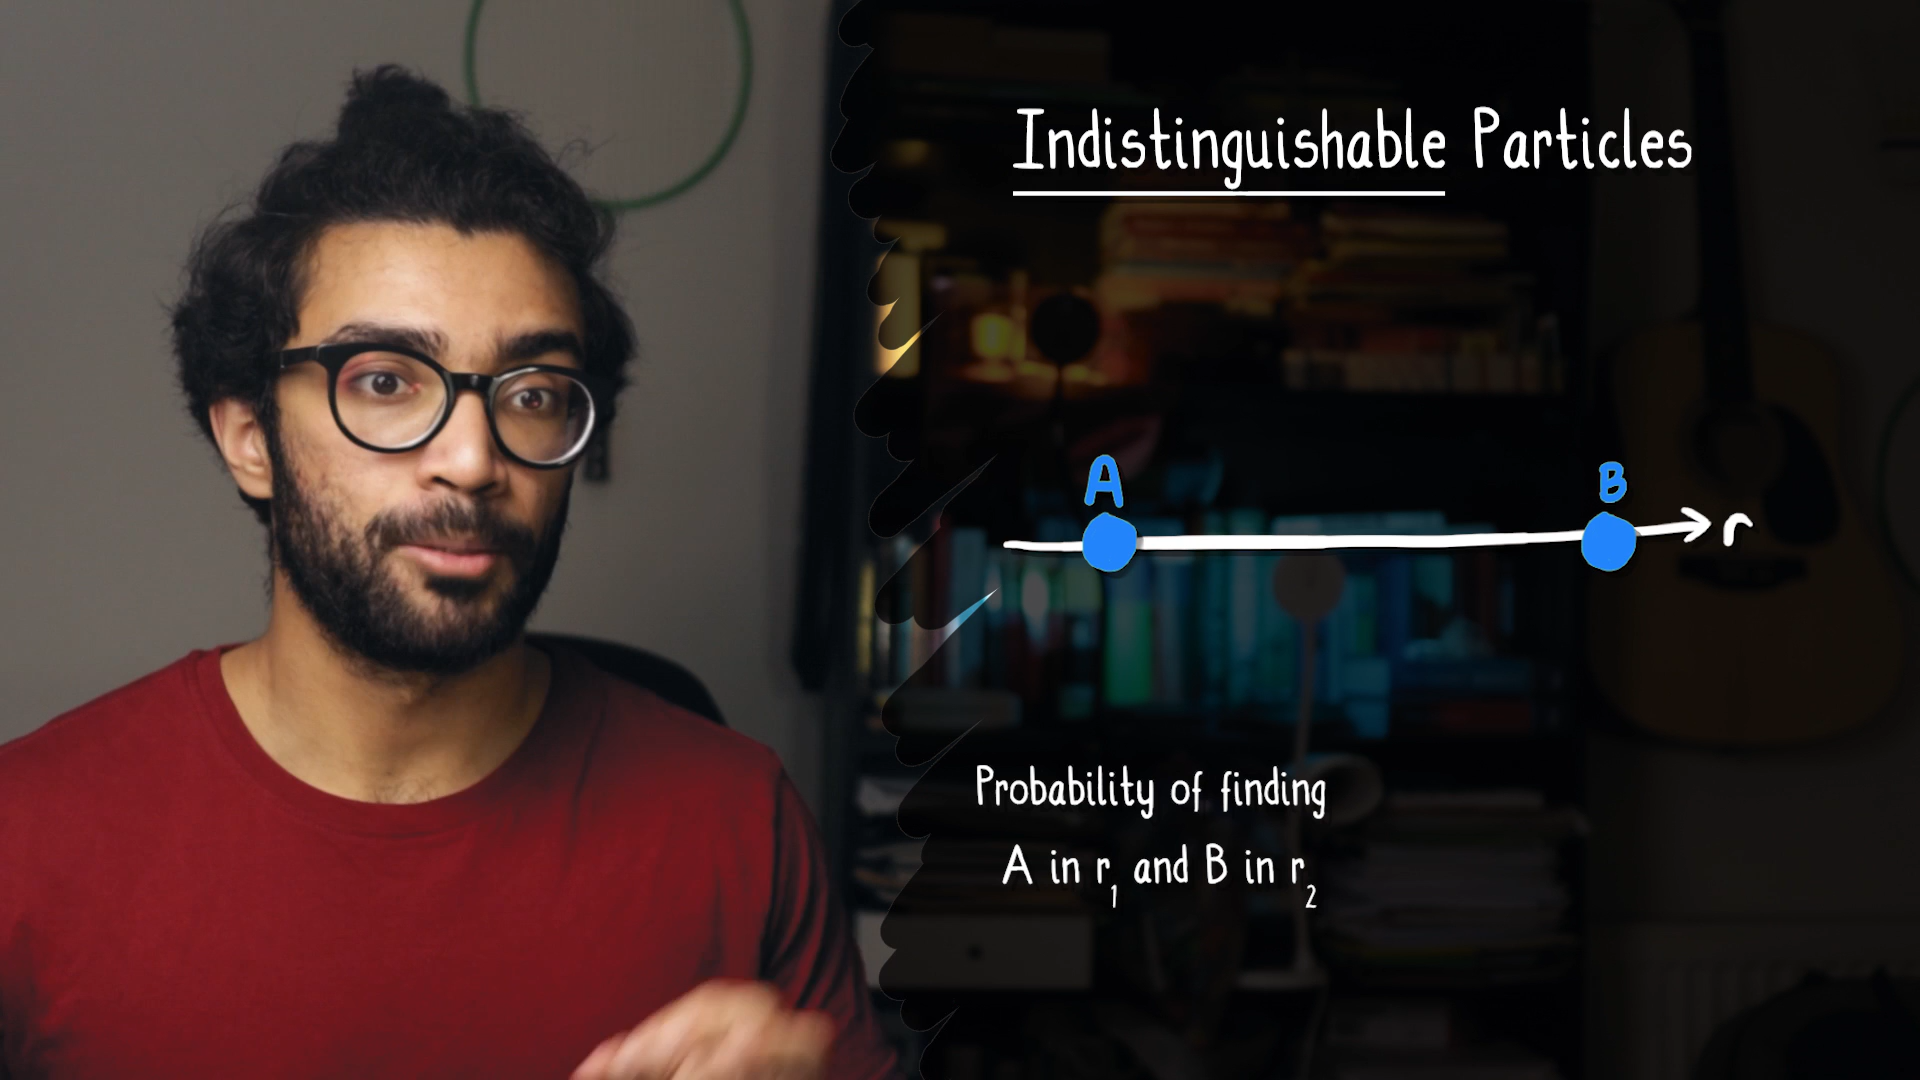 Indistinguishable Particles
A B
r
Probability of finding
A in r₁ and B in r₂